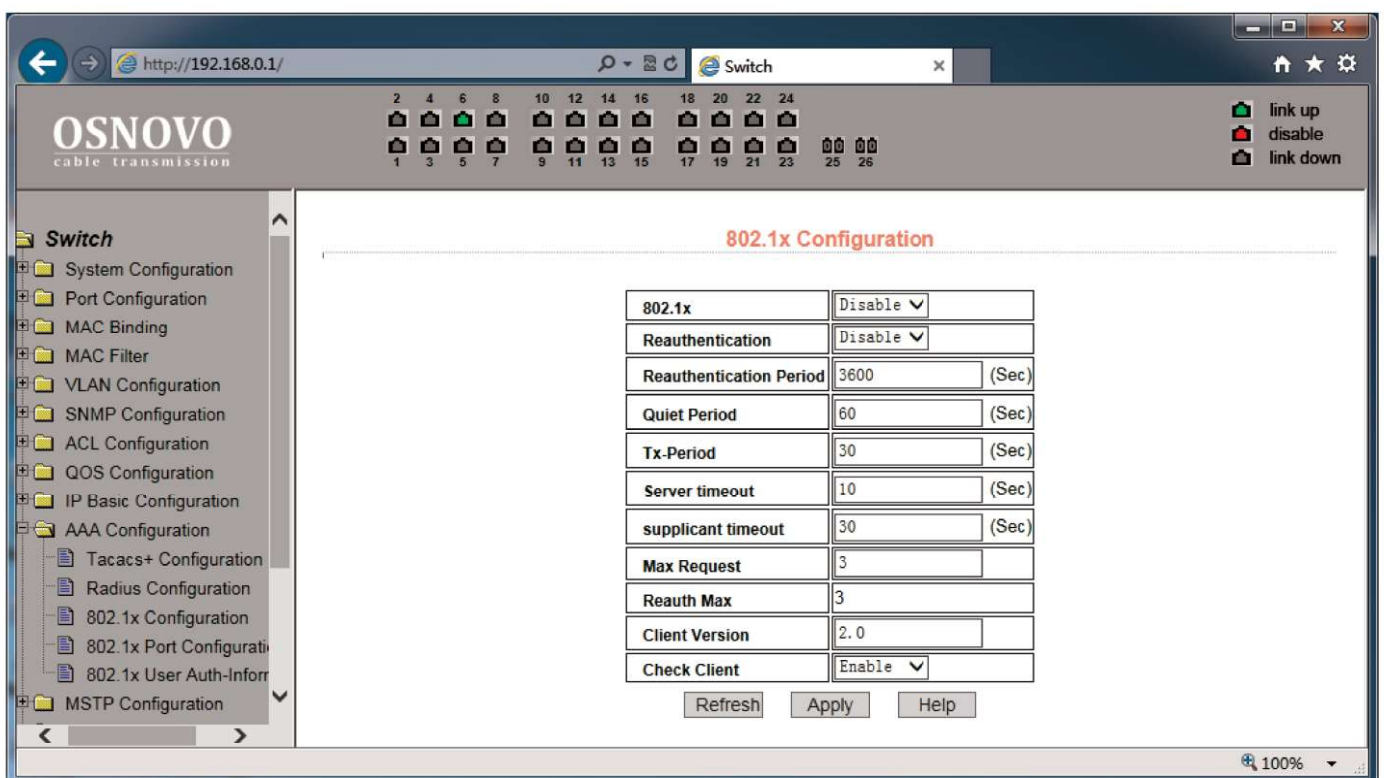 http://192.168.0.1/
Switch
OSNOVO
cable transmission
2 4 6 8 10 12 14 16 18 20 22 24
1 3 5 7 9 11 13 15 17 19 21 23 25 26
link up
disable
link down
Switch
System Configuration
Port Configuration
MAC Binding
MAC Filter
VLAN Configuration
SNMP Configuration
ACL Configuration
QOS Configuration
IP Basic Configuration
AAA Configuration
Tacacs+ Configuration
Radius Configuration
802.1x Configuration
802.1x Port Configurati
802.1x User Auth-Inforr
MSTP Configuration
802.1x Configuration
802.1x Disable
Reauthentication Disable
Reauthentication Period 3600 (Sec)
Quiet Period 60 (Sec)
Tx-Period 30 (Sec)
Server timeout 10 (Sec)
supplicant timeout 30 (Sec)
Max Request 3
Reauth Max 3
Client Version 2.0
Check Client Enable
Refresh Apply Help
100%